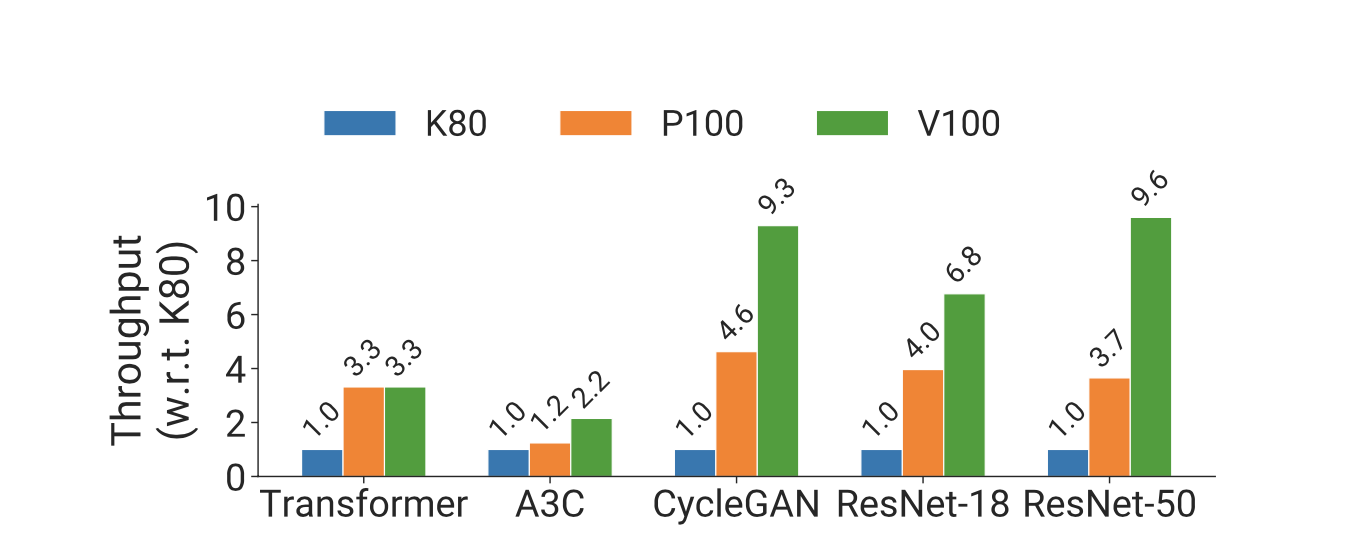 K80 P100 V100
Throughput
(w.r.t. K80)
10
8
6
4
2
0
1.0 3.3 3.3
1.0 1.2 2.2
1.0 4.6 9.3
1.0 4.0 6.8
1.0 3.7 9.6
Transformer A3C CycleGAN ResNet-18 ResNet-50